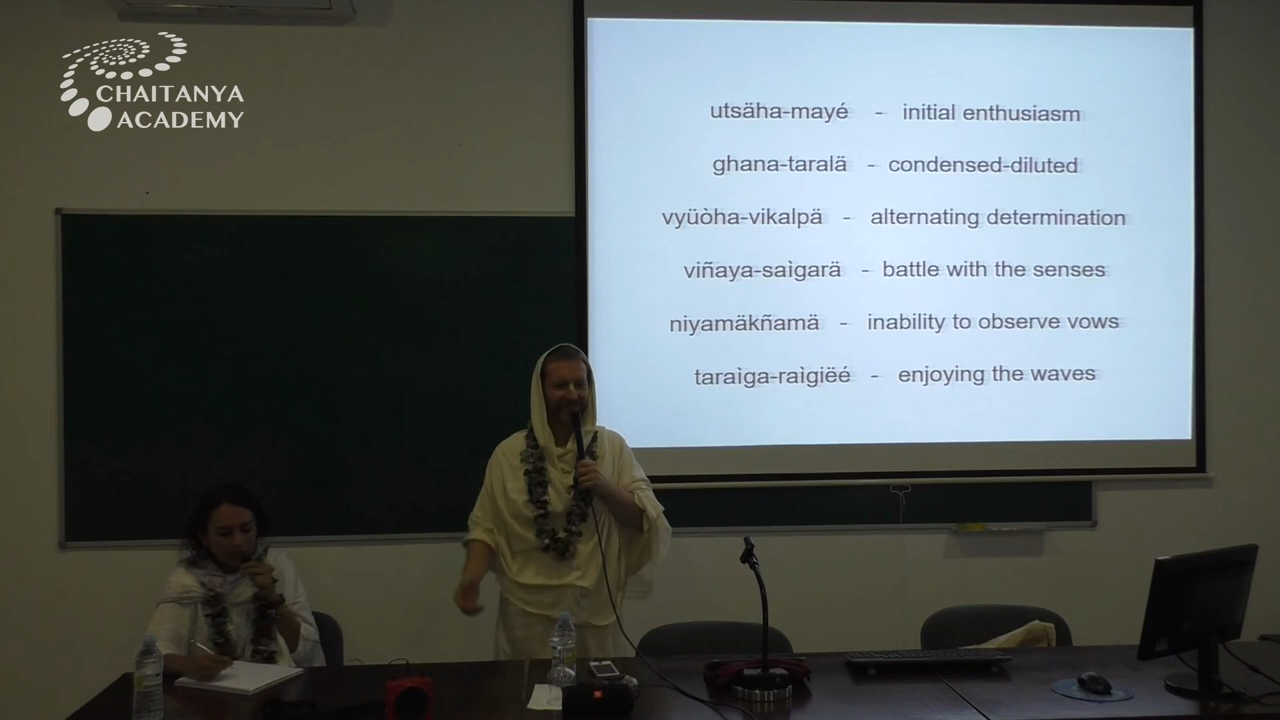 CHAITANYA
ACADEMY
utsäha-mayé - initial enthusiasm
ghana-taralä - condensed-diluted
vyüòha-vikalpä - alternating determination
viñaya-saìgarä - battle with the senses
niyamäkñamä - inability to observe vows
taraìga-raìgiëé - enjoying the waves